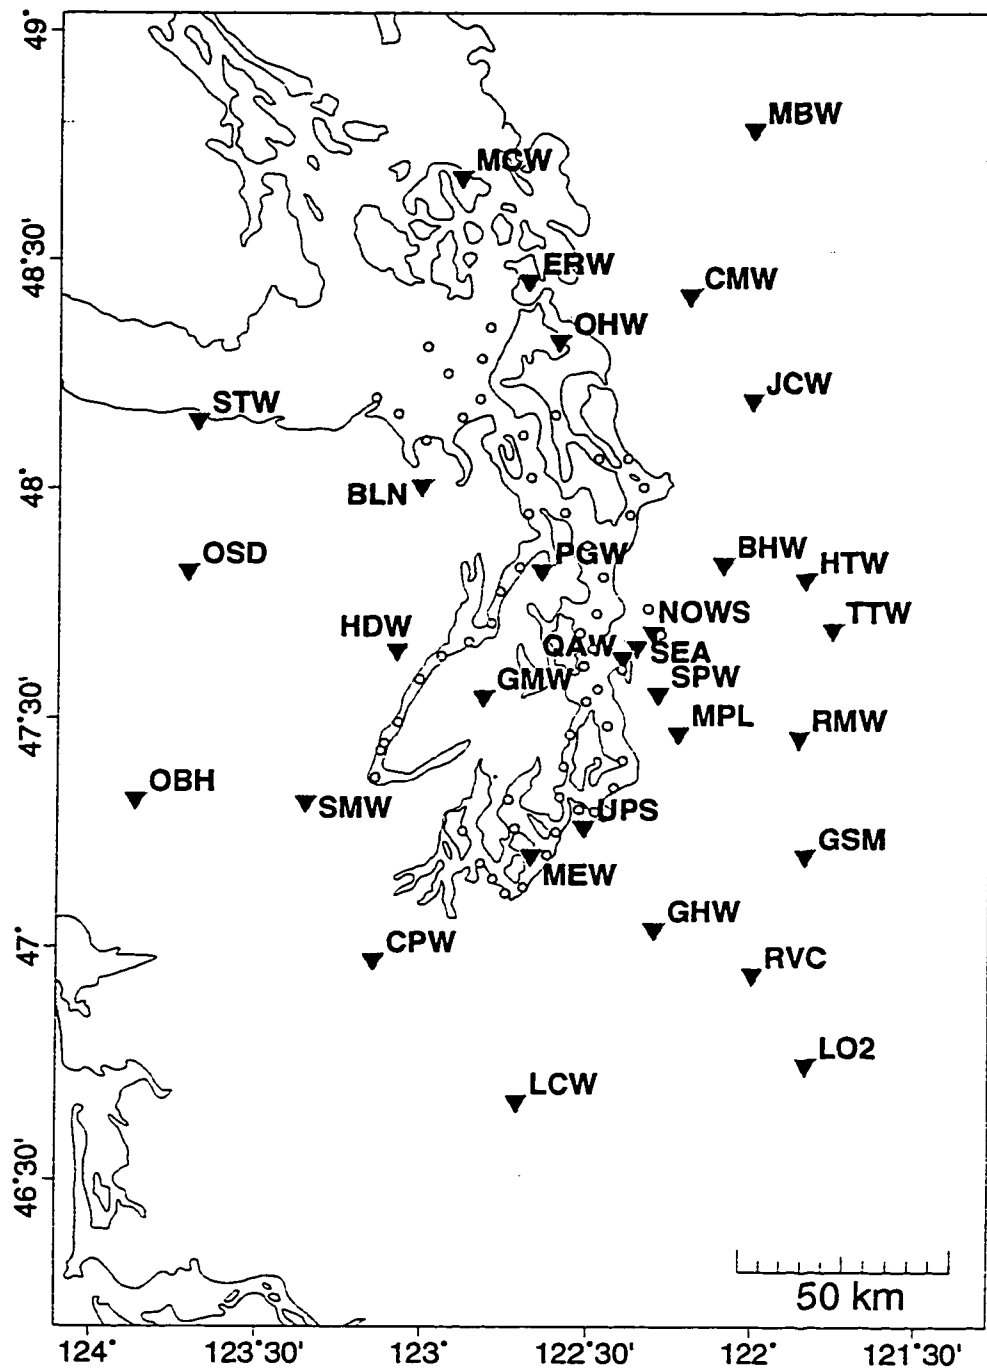 49°
MBW
MCW
48°30'
ERW
CMW
OHW
JCW
STW
48°
BLN
PGW
BHW
OSD
HTW
NOWS
TTW
HDW
QAW
SEA
GMW
SPW
47°30'
MPL
RMW
OBH
SMW
UPS
GSM
MEW
GHW
47°
CPW
RVC
LO2
LCW
46°30'
50 km
124°
123°30'
123°
122°30'
122°
121°30'